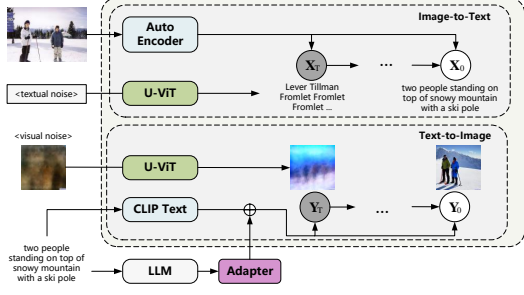 Image-to-Text
Auto
Encoder
X_T
...
X_0
Lever Tillman
Fromlet Fromlet
Fromlet ...
two people standing on
top of snowy mountain
with a ski pole
<textual noise>
U-ViT
<visual noise>
Text-to-Image
U-ViT
CLIP Text
Y_T
...
Y_0
two people
standing on top of
snowy mountain
with a ski pole
LLM
Adapter